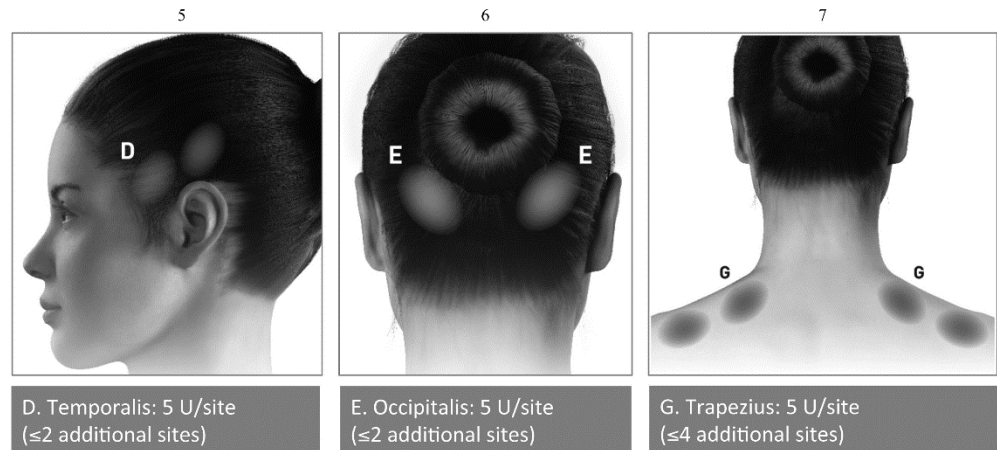 5
6
7
D
E
E
G
G
D. Temporalis: 5 U/site
(≤2 additional sites)
E. Occipitalis: 5 U/site
(≤2 additional sites)
G. Trapezius: 5 U/site
(≤4 additional sites)